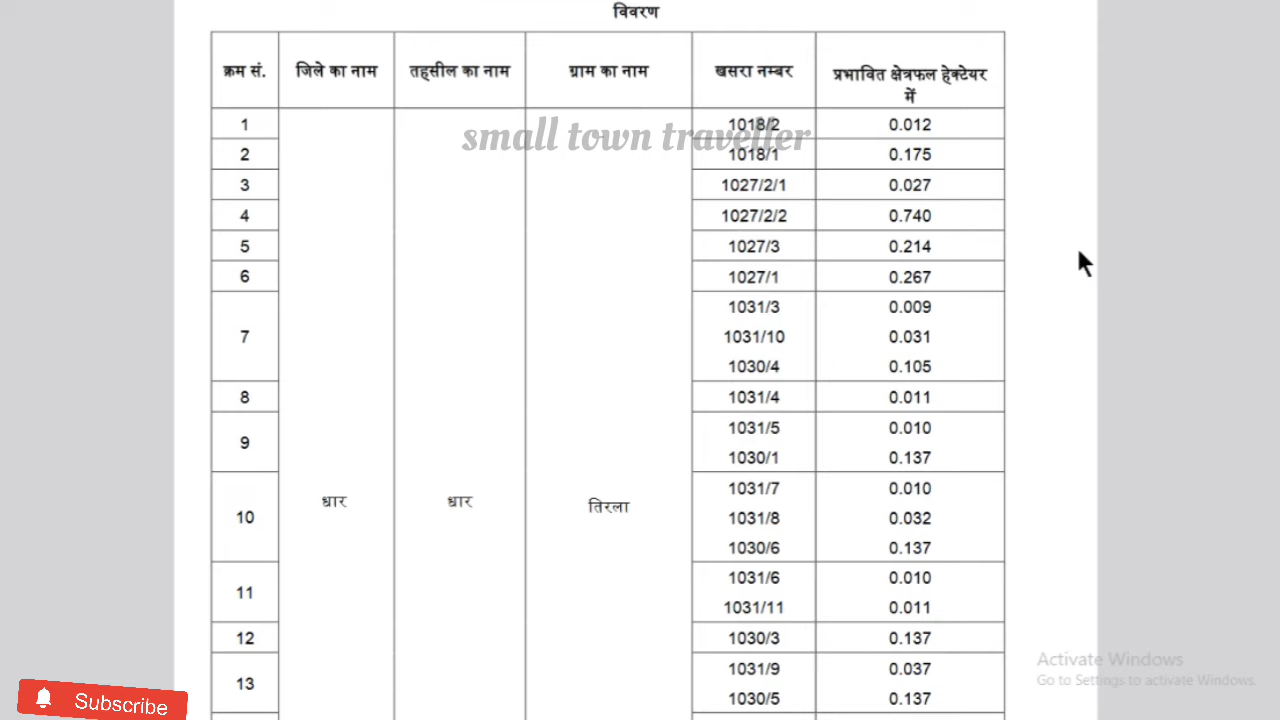 विवरण
क्रम सं. जिले का नाम तहसील का नाम ग्राम का नाम खसरा नम्बर प्रभावित क्षेत्रफल हेक्टेयर में
small town traveller
1 1018/2 0.012
2 1018/1 0.175
3 1027/2/1 0.027
4 1027/2/2 0.740
5 1027/3 0.214
6 1027/1 0.267
1031/3 0.009
7 1031/10 0.031
1030/4 0.105
8 1031/4 0.011
9 1031/5 0.010
1030/1 0.137
1031/7 0.010
धार धार तिरला
10 1031/8 0.032
1030/6 0.137
11 1031/6 0.010
1031/11 0.011
12 1030/3 0.137
13 1031/9 0.037
1030/5 0.137
Activate Windows
Go to Settings to activate Windows.
Subscribe